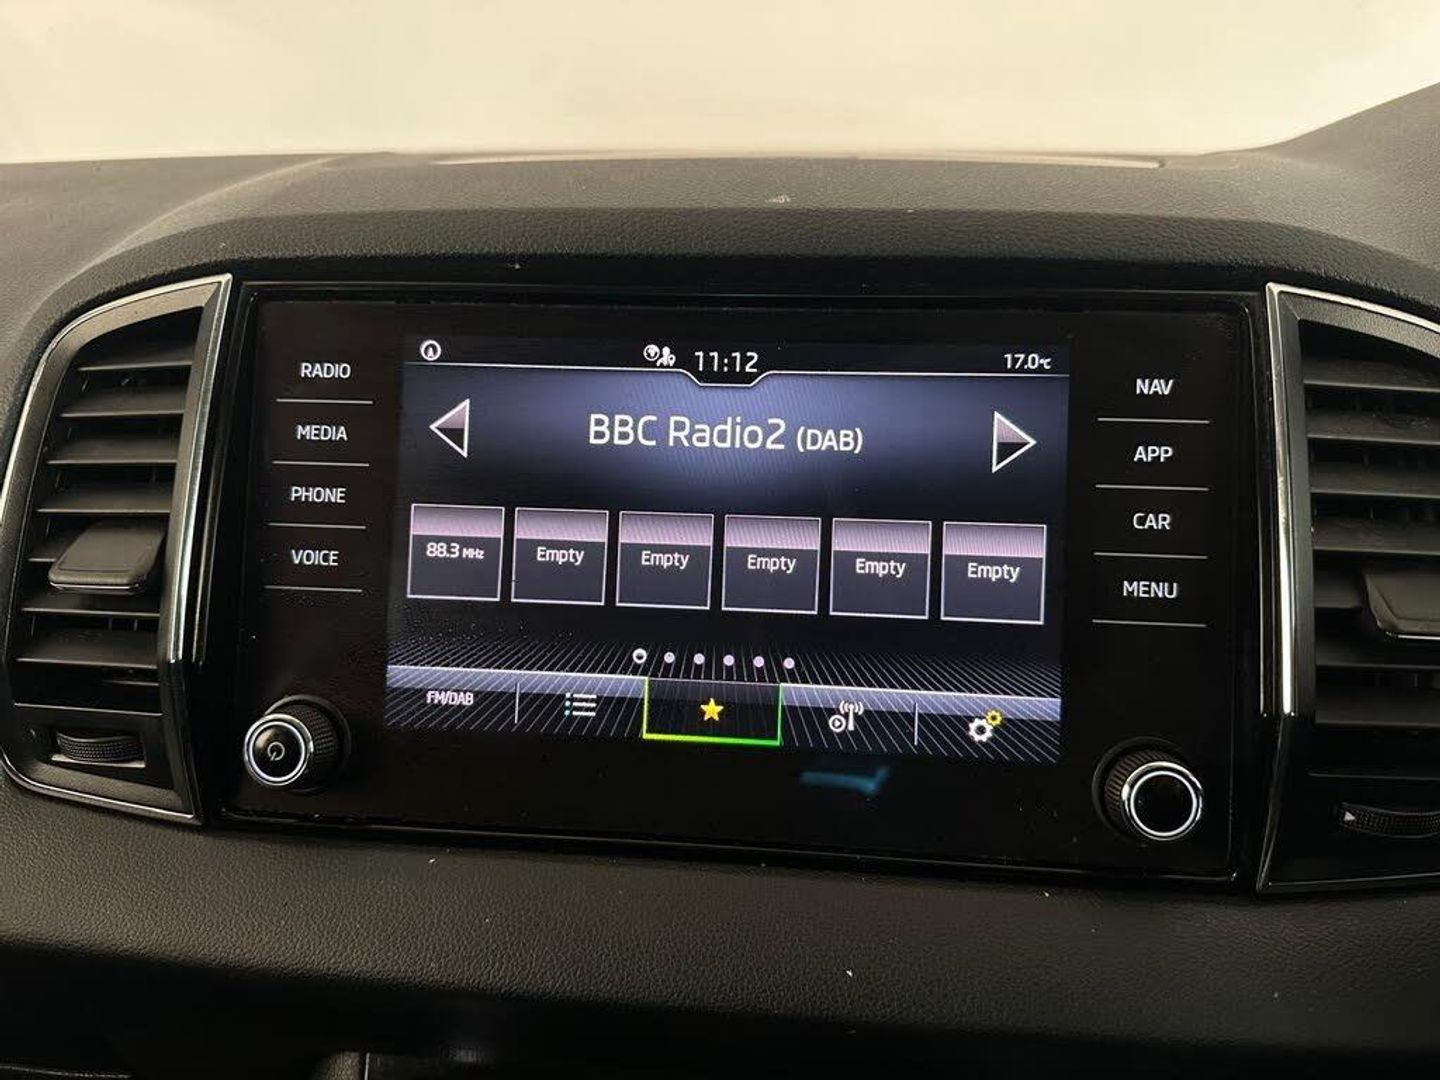 11:12
17.0°C
BBC Radio2 (DAB)
RADIO
MEDIA
PHONE
VOICE
88.3 MHz
Empty
Empty
Empty
Empty
Empty
FM/DAB
NAV
APP
CAR
MENU